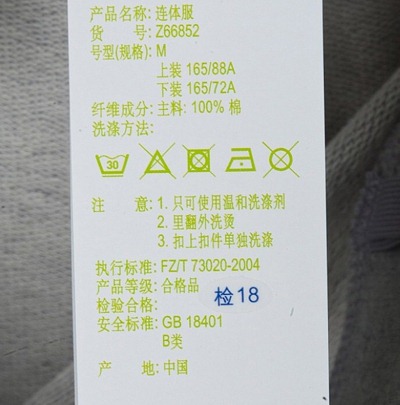 产品名称: 连体服
货 号: Z66852
号型(规格): M
上装 165/88A
下装 165/72A
纤维成分: 主料: 100% 棉
洗涤方法:
30
注 意: 1. 只可使用温和洗涤剂
2. 里翻外洗烫
3. 扣上扣件单独洗涤
执行标准: FZ/T 73020-2004
产品等级: 合格品
检验合格: 检18
安全标准: GB 18401
B类
产 地: 中国